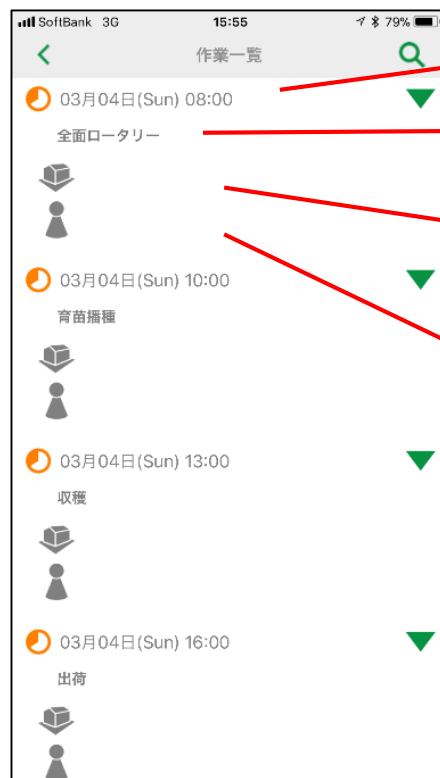 SoftBank 3G 15:55 79%
作業一覧
03月04日(Sun) 08:00
全面ロータリー
03月04日(Sun) 10:00
育苗播種
03月04日(Sun) 13:00
収穫
03月04日(Sun) 16:00
出荷